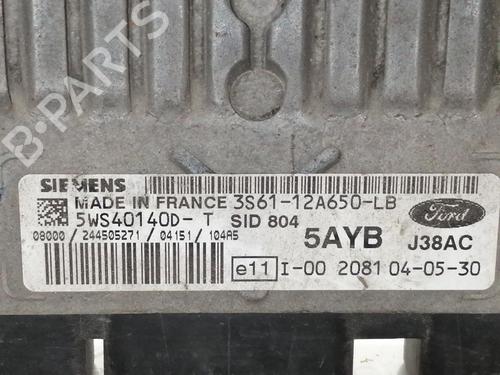 B-PARTS
SIEMENS
MADE IN FRANCE 3S61-12A650-LB
5WS40140D- T SID 804
Ford
08000 / 244505271 / 04151 / 104A5
5AYB J38AC
e11 I-00 2081 04-05-30